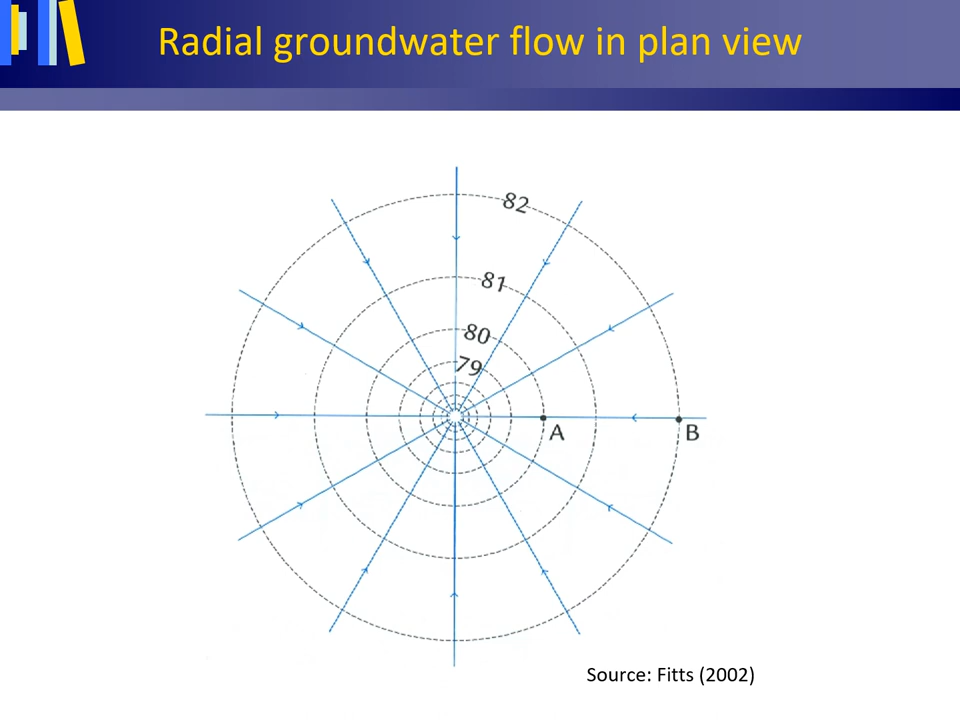 Radial groundwater flow in plan view
82
81
80
79
A
B
Source: Fitts (2002)